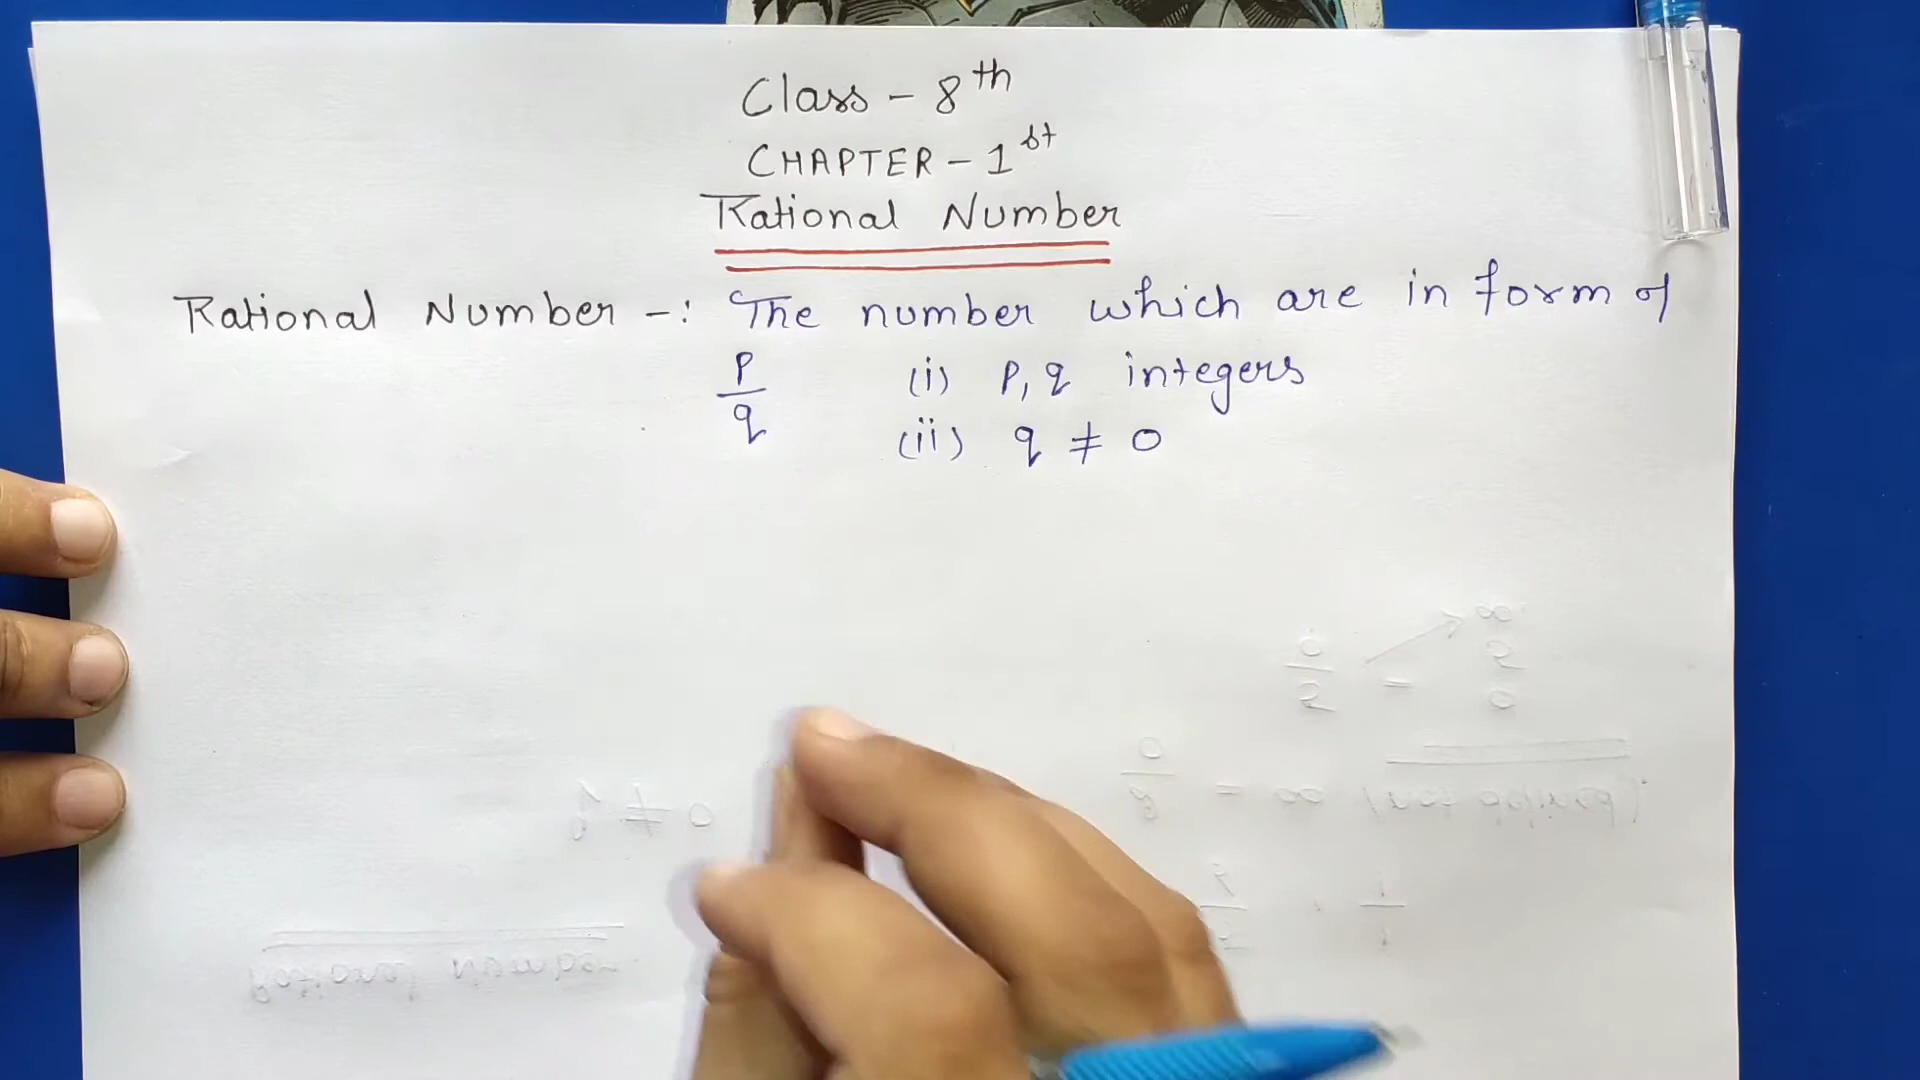 Class - 8th
CHAPTER - 1st
Rational Number
Rational Number -: The number which are in form of
p/q (i) p, q integers
(ii) q ≠ 0